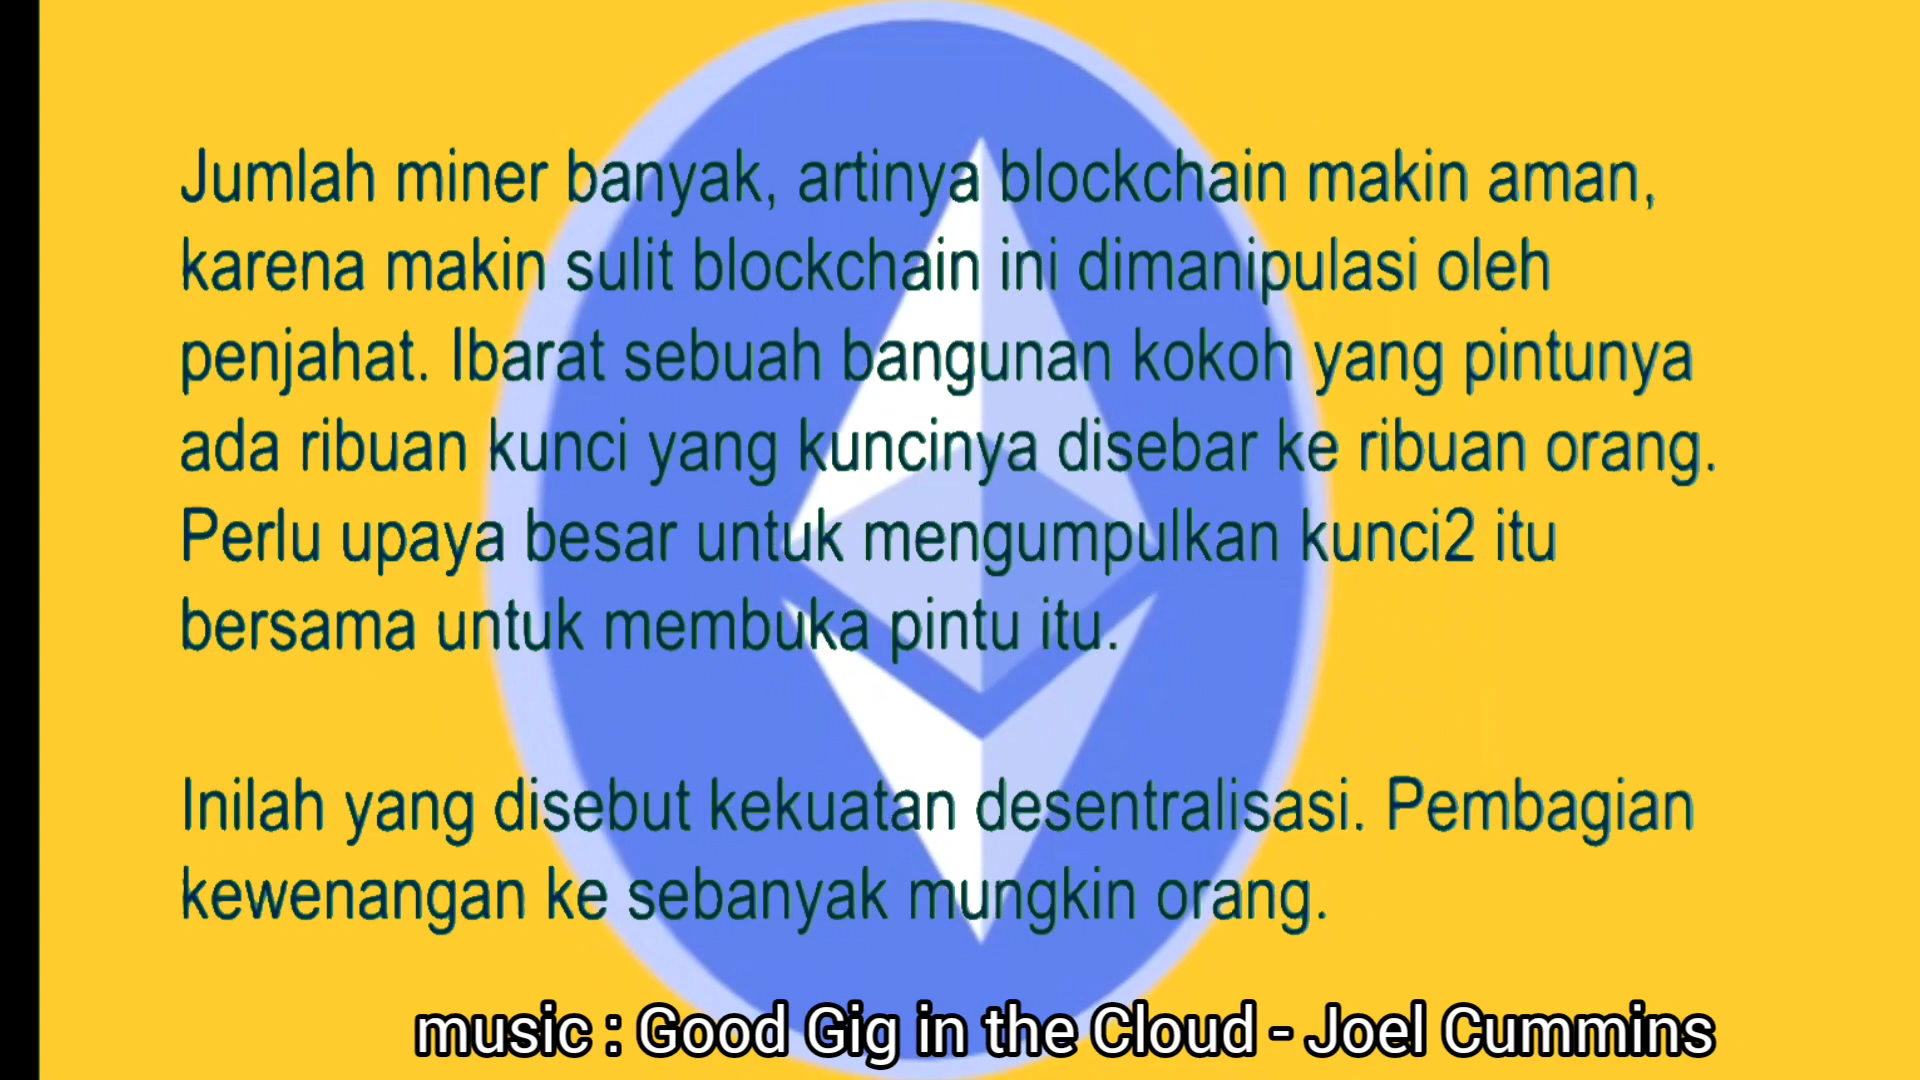 Jumlah miner banyak, artinya blockchain makin aman,
karena makin sulit blockchain ini dimanipulasi oleh
penjahat. Ibarat sebuah bangunan kokoh yang pintunya
ada ribuan kunci yang kuncinya disebar ke ribuan orang.
Perlu upaya besar untuk mengumpulkan kunci2 itu
bersama untuk membuka pintu itu.
Inilah yang disebut kekuatan desentralisasi. Pembagian
kewenangan ke sebanyak mungkin orang.
music : Good Gig in the Cloud - Joel Cummins